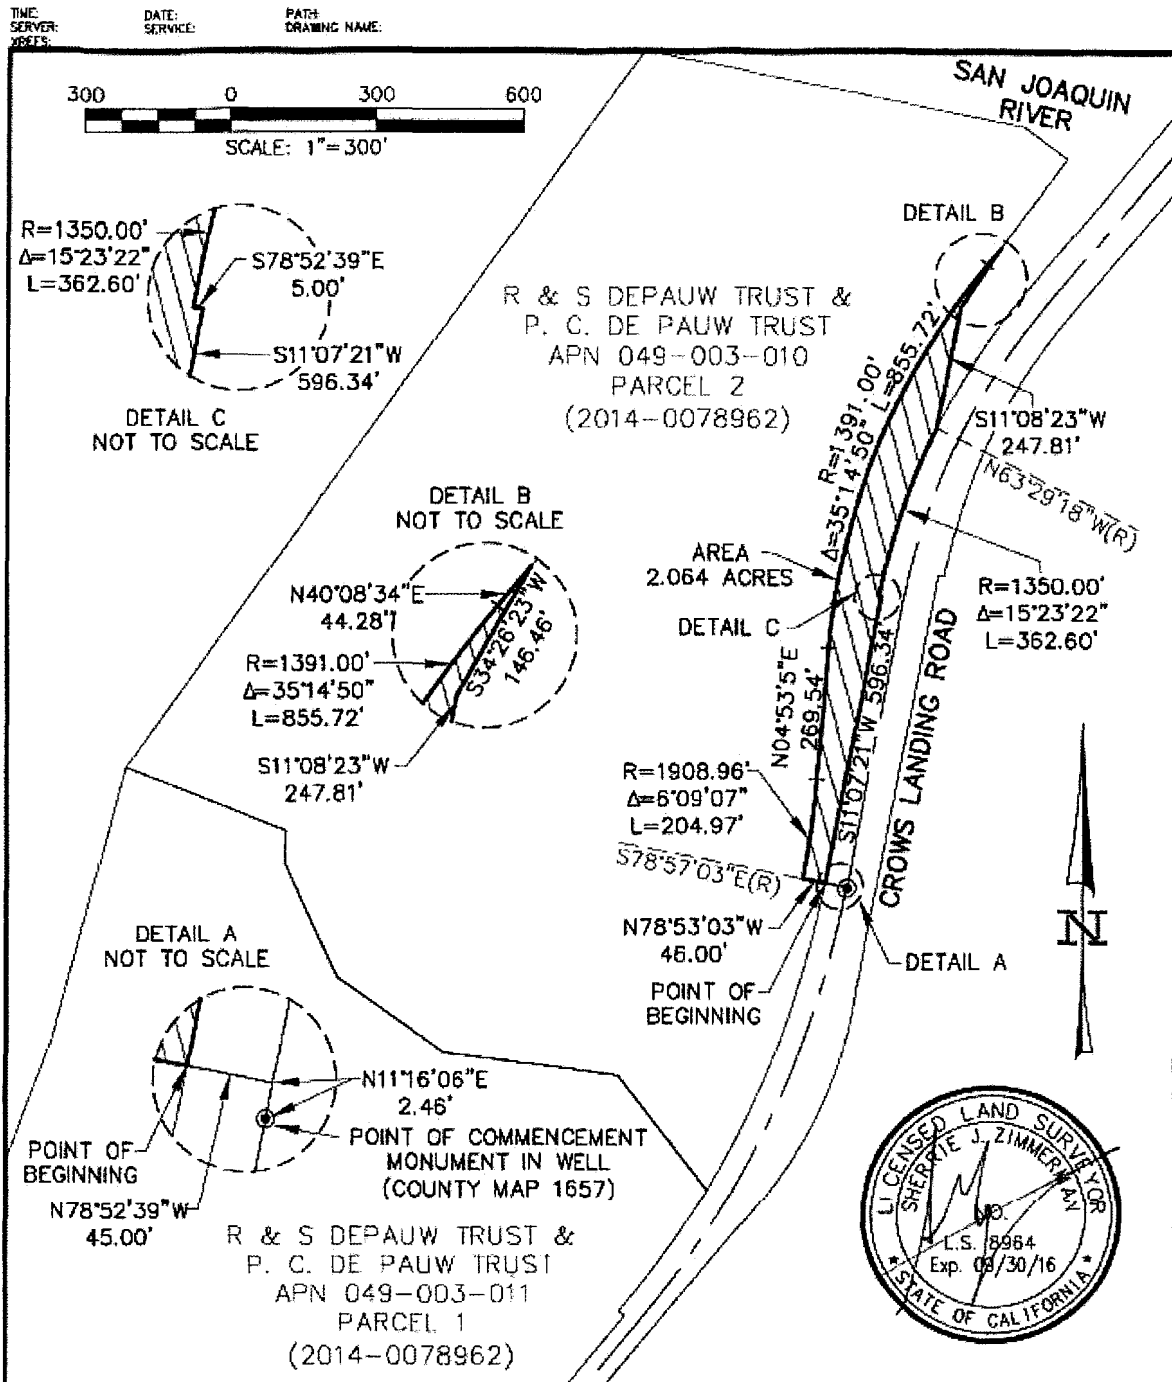 TIME:
SERVER:
XREFS:
DATE:
SERVICE:
PATH:
DRAWING NAME:
300 0 300 600
SCALE: 1"=300'
SAN JOAQUIN
RIVER
R=1350.00'
Δ=15°23'22"
L=362.60'
S78°52'39"E
5.00'
S11°07'21"W
596.34'
DETAIL C
NOT TO SCALE
DETAIL B
R & S DEPAUW TRUST &
P. C. DE PAUW TRUST
APN 049-003-010
PARCEL 2
(2014-0078962)
R=1391.00'
Δ=35°14'50" L=855.72'
S11°08'23"W
247.81'
N63°29'18"W(R)
DETAIL B
NOT TO SCALE
N40°08'34"E
44.28'
S34°26'23"W
146.46'
R=1391.00'
Δ=35°14'50"
L=855.72'
S11°08'23"W
247.81'
AREA
2.064 ACRES
DETAIL C
R=1350.00'
Δ=15°23'22"
L=362.60'
N04°53'5"E
269.54'
S11°07'21"W 596.34'
CROWS LANDING ROAD
R=1908.96'
Δ=6°09'07"
L=204.97'
S78°57'03"E(R)
N78°53'03"W
46.00'
POINT OF
BEGINNING
DETAIL A
N
DETAIL A
NOT TO SCALE
N11°16'06"E
2.46'
POINT OF COMMENCEMENT
MONUMENT IN WELL
(COUNTY MAP 1657)
POINT OF
BEGINNING
N78°52'39"W
45.00'
R & S DEPAUW TRUST &
P. C. DE PAUW TRUST
APN 049-003-011
PARCEL 1
(2014-0078962)
LICENSED LAND SURVEYOR
SHERRIE J. ZIMMERMAN
NO.
L.S. 8964
Exp. 09/30/16
STATE OF CALIFORNIA